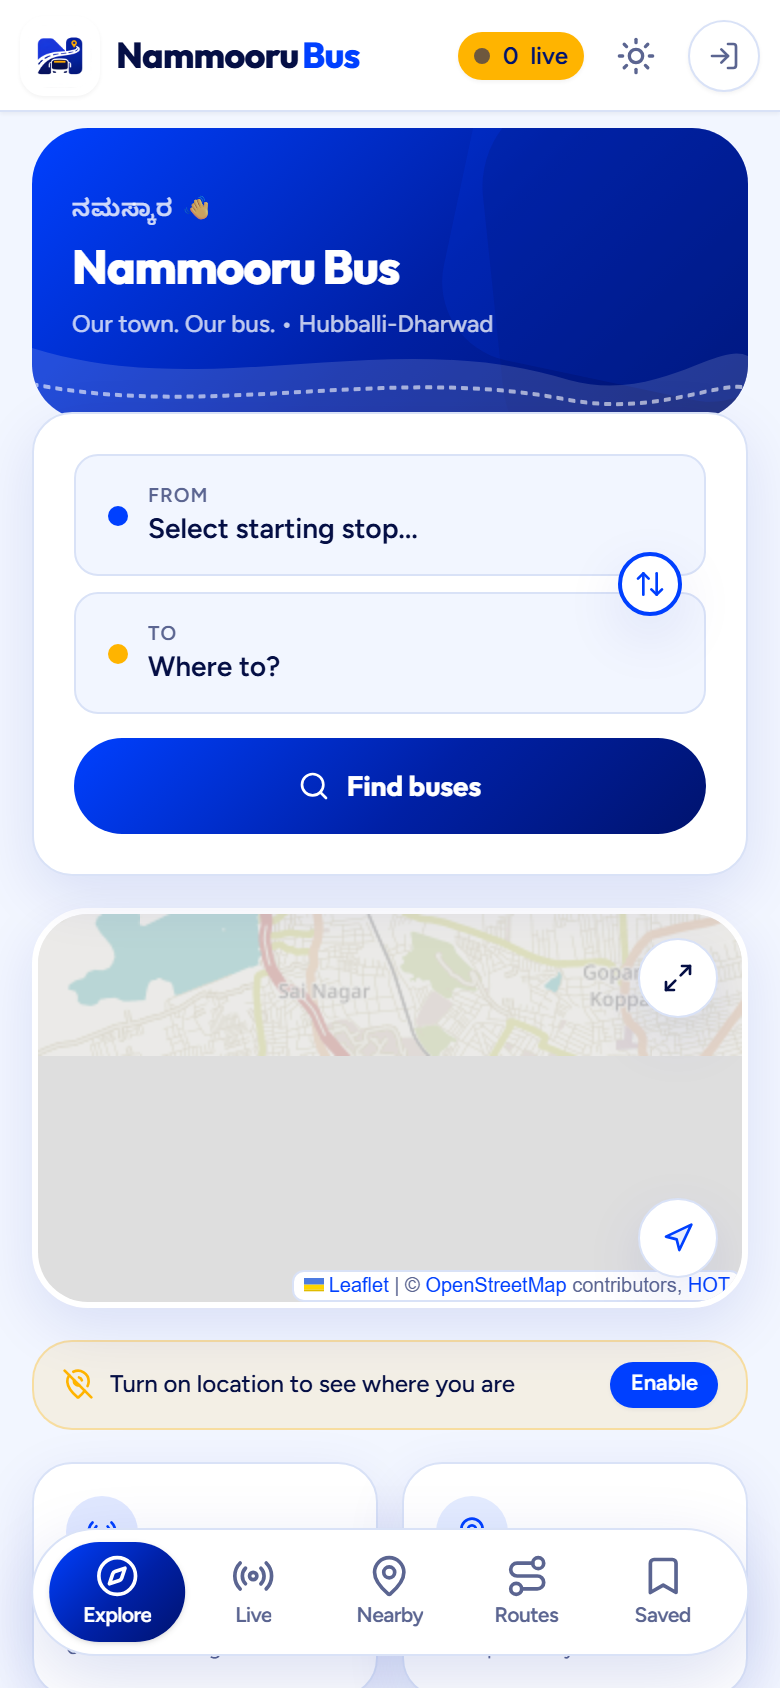 Nammooru Bus
0 live
ನಮಸ್ಕಾರ 👋🏽
Nammooru Bus
Our town. Our bus. • Hubballi-Dharwad
FROM
Select starting stop...
TO
Where to?
Find buses
Sai Nagar
Leaflet | © OpenStreetMap contributors, HOT
Turn on location to see where you are
Enable
Explore
Live
Nearby
Routes
Saved